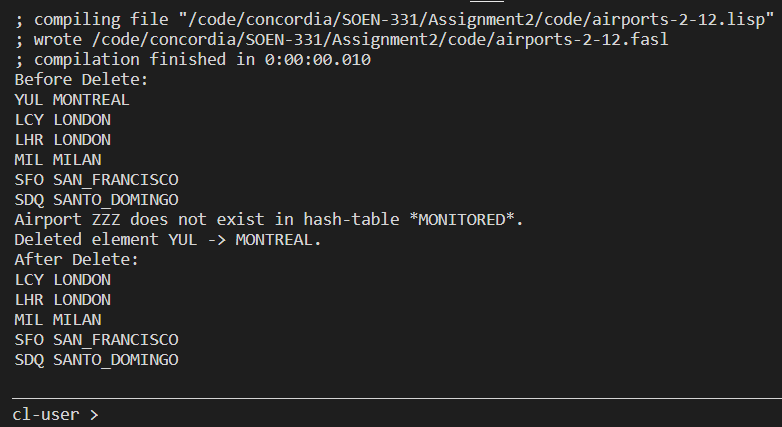 ; compiling file "/code/concordia/SOEN-331/Assignment2/code/airports-2-12.lisp"
; wrote /code/concordia/SOEN-331/Assignment2/code/airports-2-12.fasl
; compilation finished in 0:00:00.010
Before Delete:
YUL MONTREAL
LCY LONDON
LHR LONDON
MIL MILAN
SFO SAN_FRANCISCO
SDQ SANTO_DOMINGO
Airport ZZZ does not exist in hash-table *MONITORED*.
Deleted element YUL -> MONTREAL.
After Delete:
LCY LONDON
LHR LONDON
MIL MILAN
SFO SAN_FRANCISCO
SDQ SANTO_DOMINGO
cl-user >